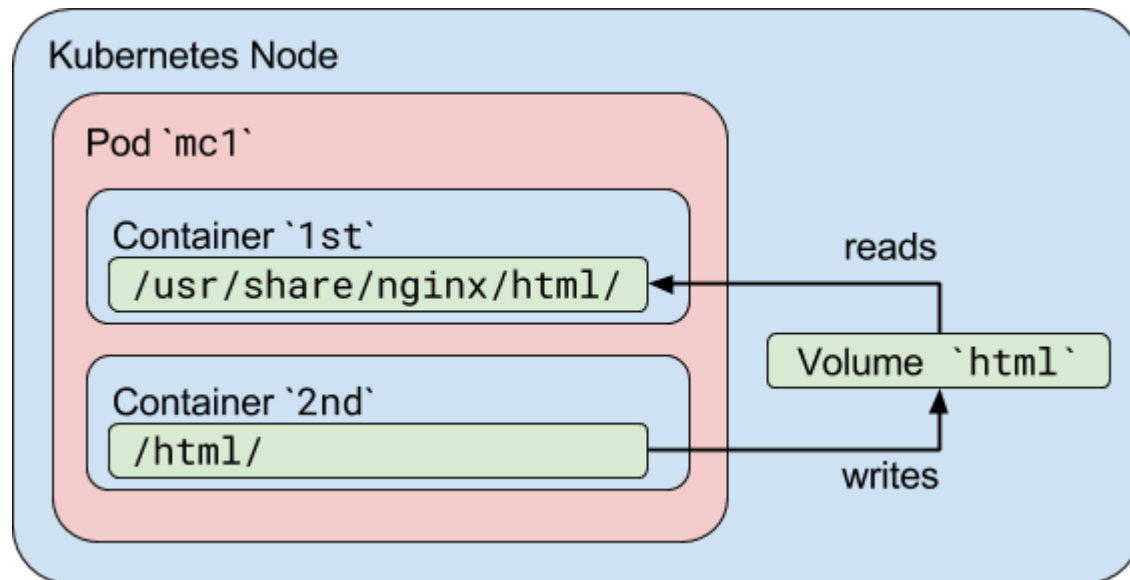 Kubernetes Node
Pod `mc1`
Container `1st`
/usr/share/nginx/html/
reads
Volume `html`
Container `2nd`
/html/
writes